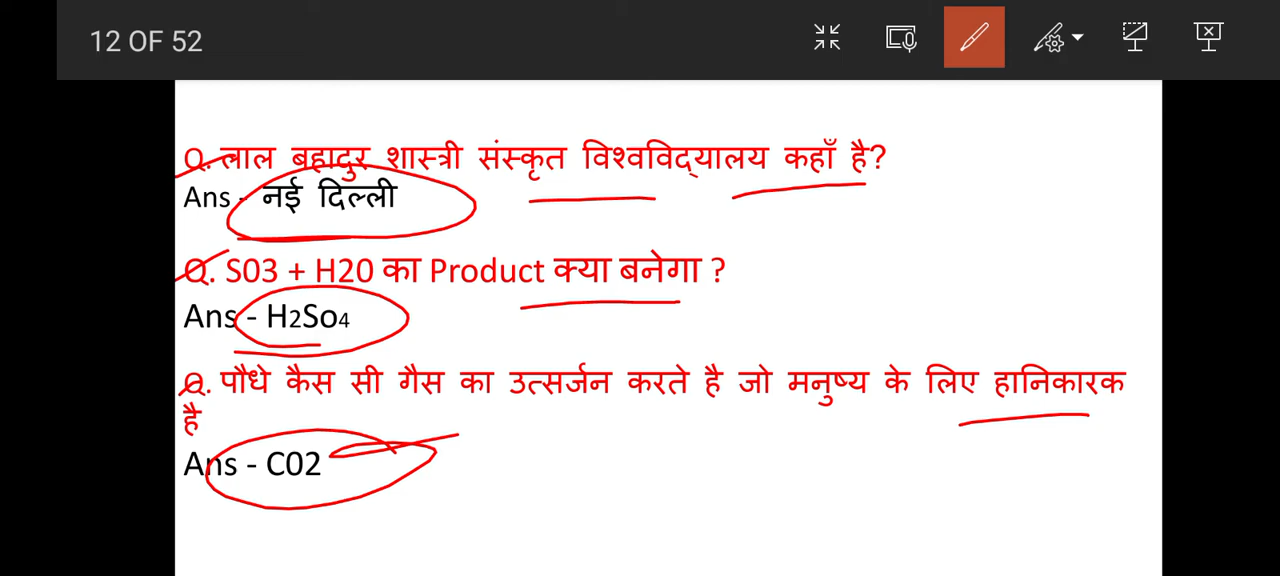 12 OF 52
Q. लाल बहादुर शास्त्री संस्कृत विश्वविद्यालय कहाँ है?
Ans - नई दिल्ली
Q. S03 + H20 का Product क्या बनेगा ?
Ans - H2So4
Q. पौधे कैस सी गैस का उत्सर्जन करते है जो मनुष्य के लिए हानिकारक
है
Ans - C02